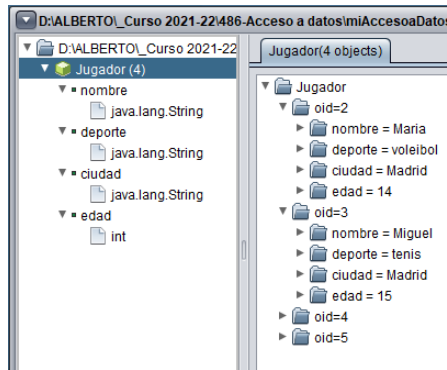 D:\ALBERTO\_Curso 2021-22\486-Acceso a datos\miAccesoaDatos
D:\ALBERTO\_Curso 2021-22
Jugador (4)
nombre
java.lang.String
deporte
java.lang.String
ciudad
java.lang.String
edad
int
Jugador(4 objects)
Jugador
oid=2
nombre = Maria
deporte = voleibol
ciudad = Madrid
edad = 14
oid=3
nombre = Miguel
deporte = tenis
ciudad = Madrid
edad = 15
oid=4
oid=5